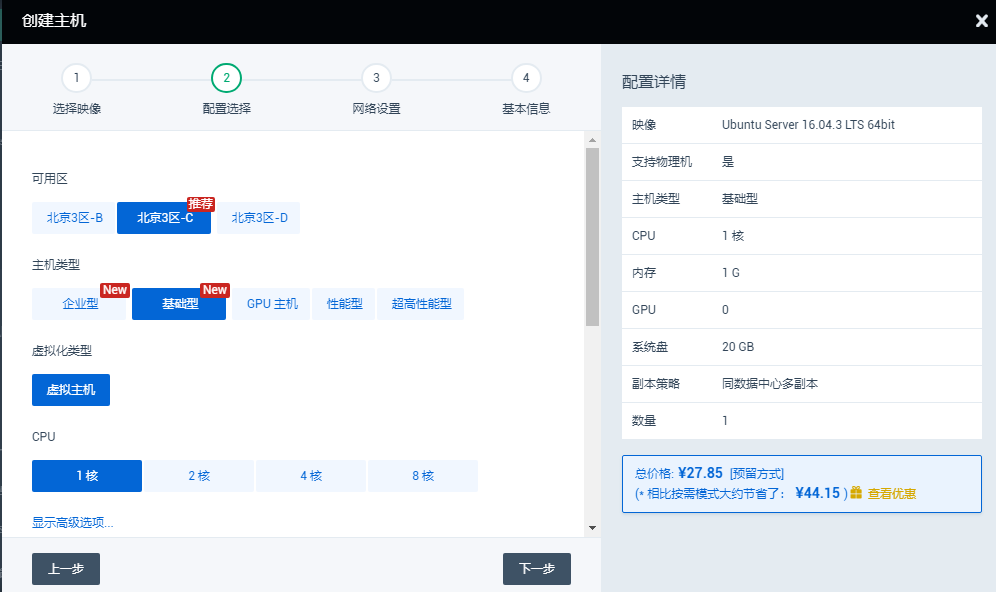 创建主机
1 2 3 4
选择映像 配置选择 网络设置 基本信息
可用区
北京3区-B 北京3区-C 推荐 北京3区-D
主机类型
企业型 New 基础型 New GPU 主机 性能型 超高性能型
虚拟化类型
虚拟主机
CPU
1 核 2 核 4 核 8 核
显示高级选项...
上一步 下一步
配置详情
映像 Ubuntu Server 16.04.3 LTS 64bit
支持物理机 是
主机类型 基础型
CPU 1 核
内存 1 G
GPU 0
系统盘 20 GB
副本策略 同数据中心多副本
数量 1
总价格: ¥27.85 [预留方式]
(* 相比按需模式大约节省了： ¥44.15 ) 查看优惠